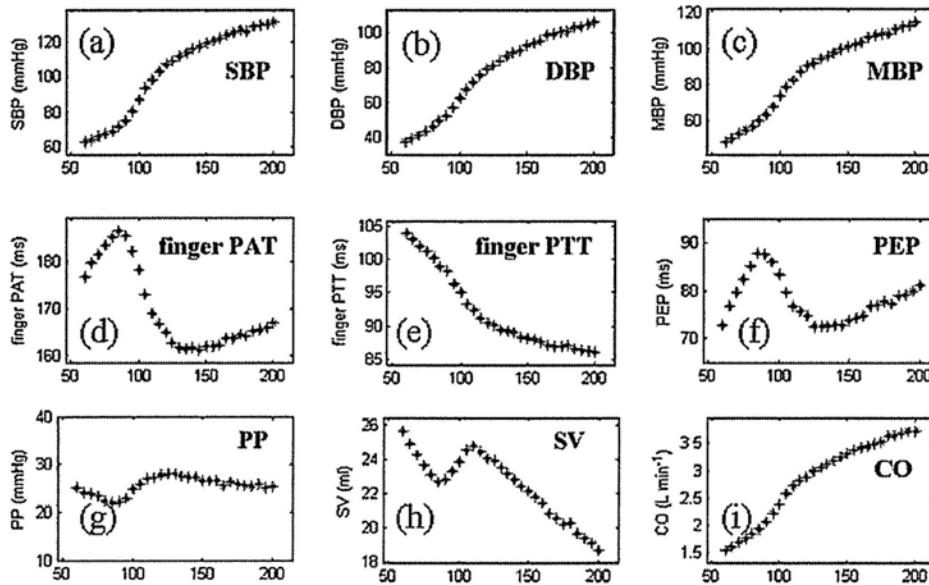 (a) SBP
SBP (mmHg)
120
100
80
60
50 100 150 200
(b) DBP
DBP (mmHg)
100
80
60
40
50 100 150 200
(c) MBP
MBP (mmHg)
120
100
80
60
50 100 150 200
(d) finger PAT
finger PAT (ms)
180
160
50 100 150 200
(e) finger PTT
finger PTT (ms)
105
100
95
90
85
50 100 150 200
(f) PEP
PEP (ms)
90
80
70
50 100 150 200
(g) PP
PP (mmHg)
40
30
20
10
50 100 150 200
(h) SV
SV (ml)
26
24
22
20
18
50 100 150 200
(i) CO
CO (L min⁻¹)
3.5
3
2.5
2
1.5
50 100 150 200